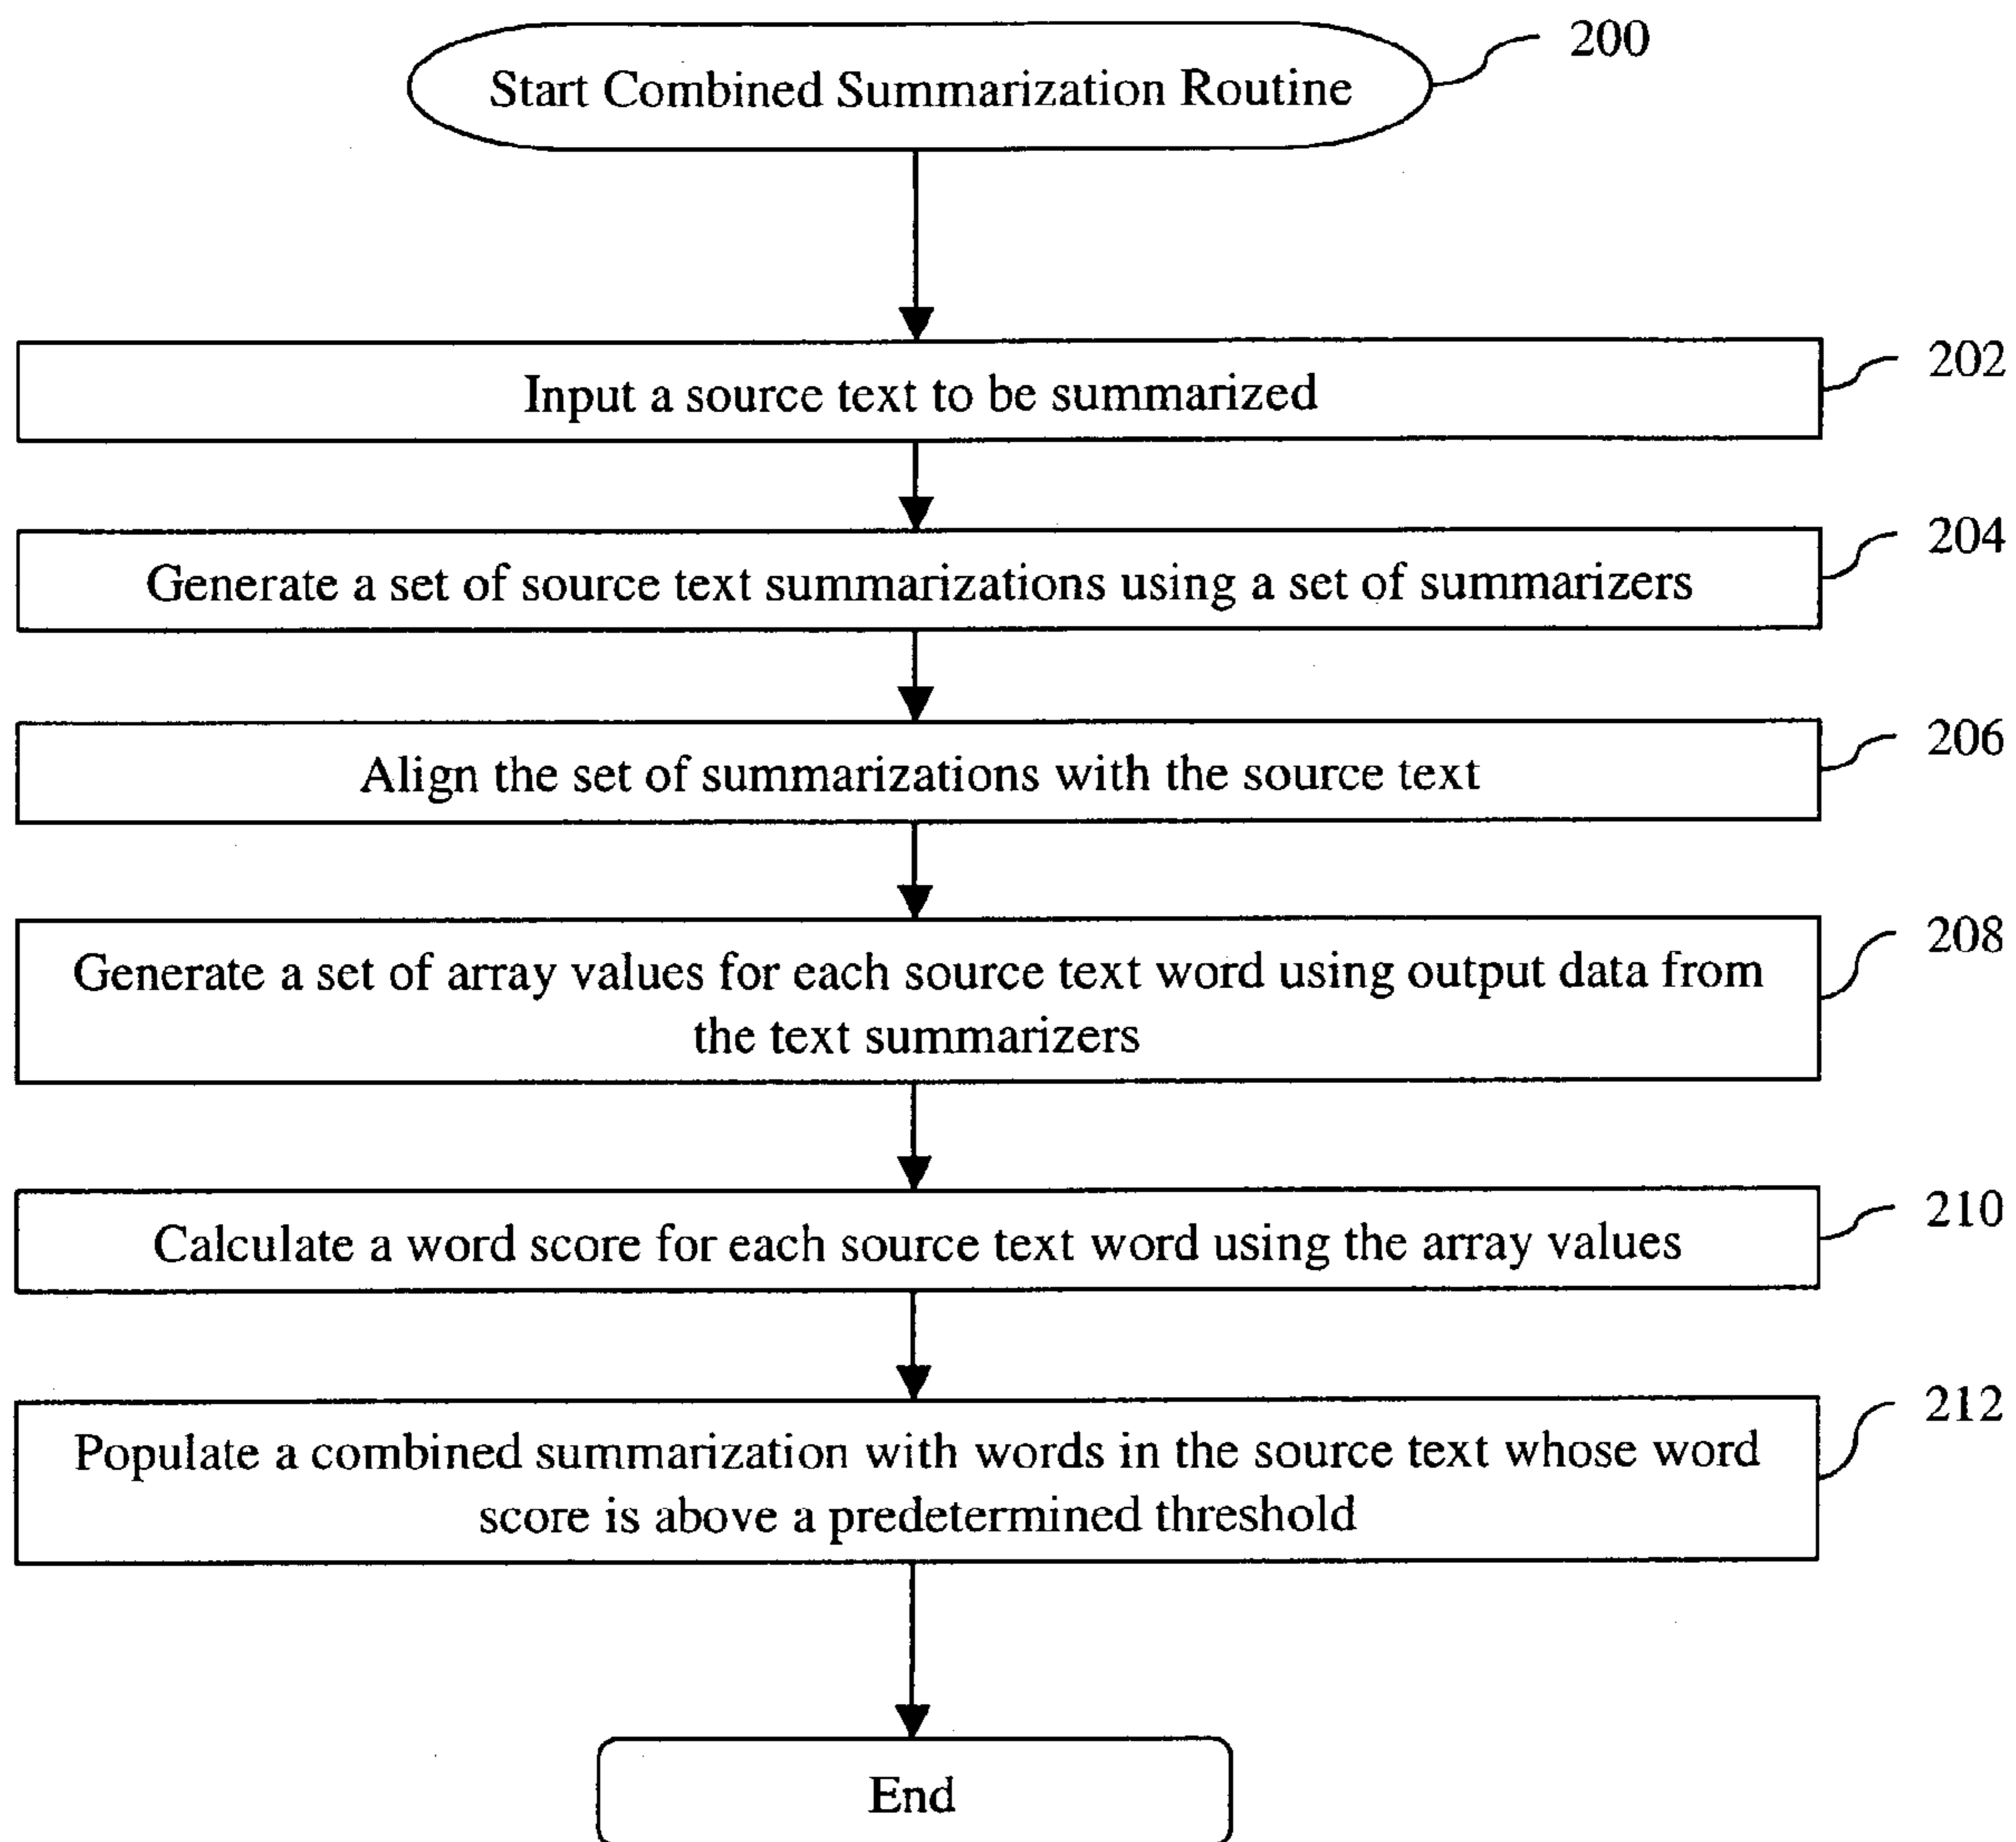 Start Combined Summarization Routine
200
Input a source text to be summarized
202
Generate a set of source text summarizations using a set of summarizers
204
Align the set of summarizations with the source text
206
Generate a set of array values for each source text word using output data from
the text summarizers
208
Calculate a word score for each source text word using the array values
210
Populate a combined summarization with words in the source text whose word
score is above a predetermined threshold
212
End